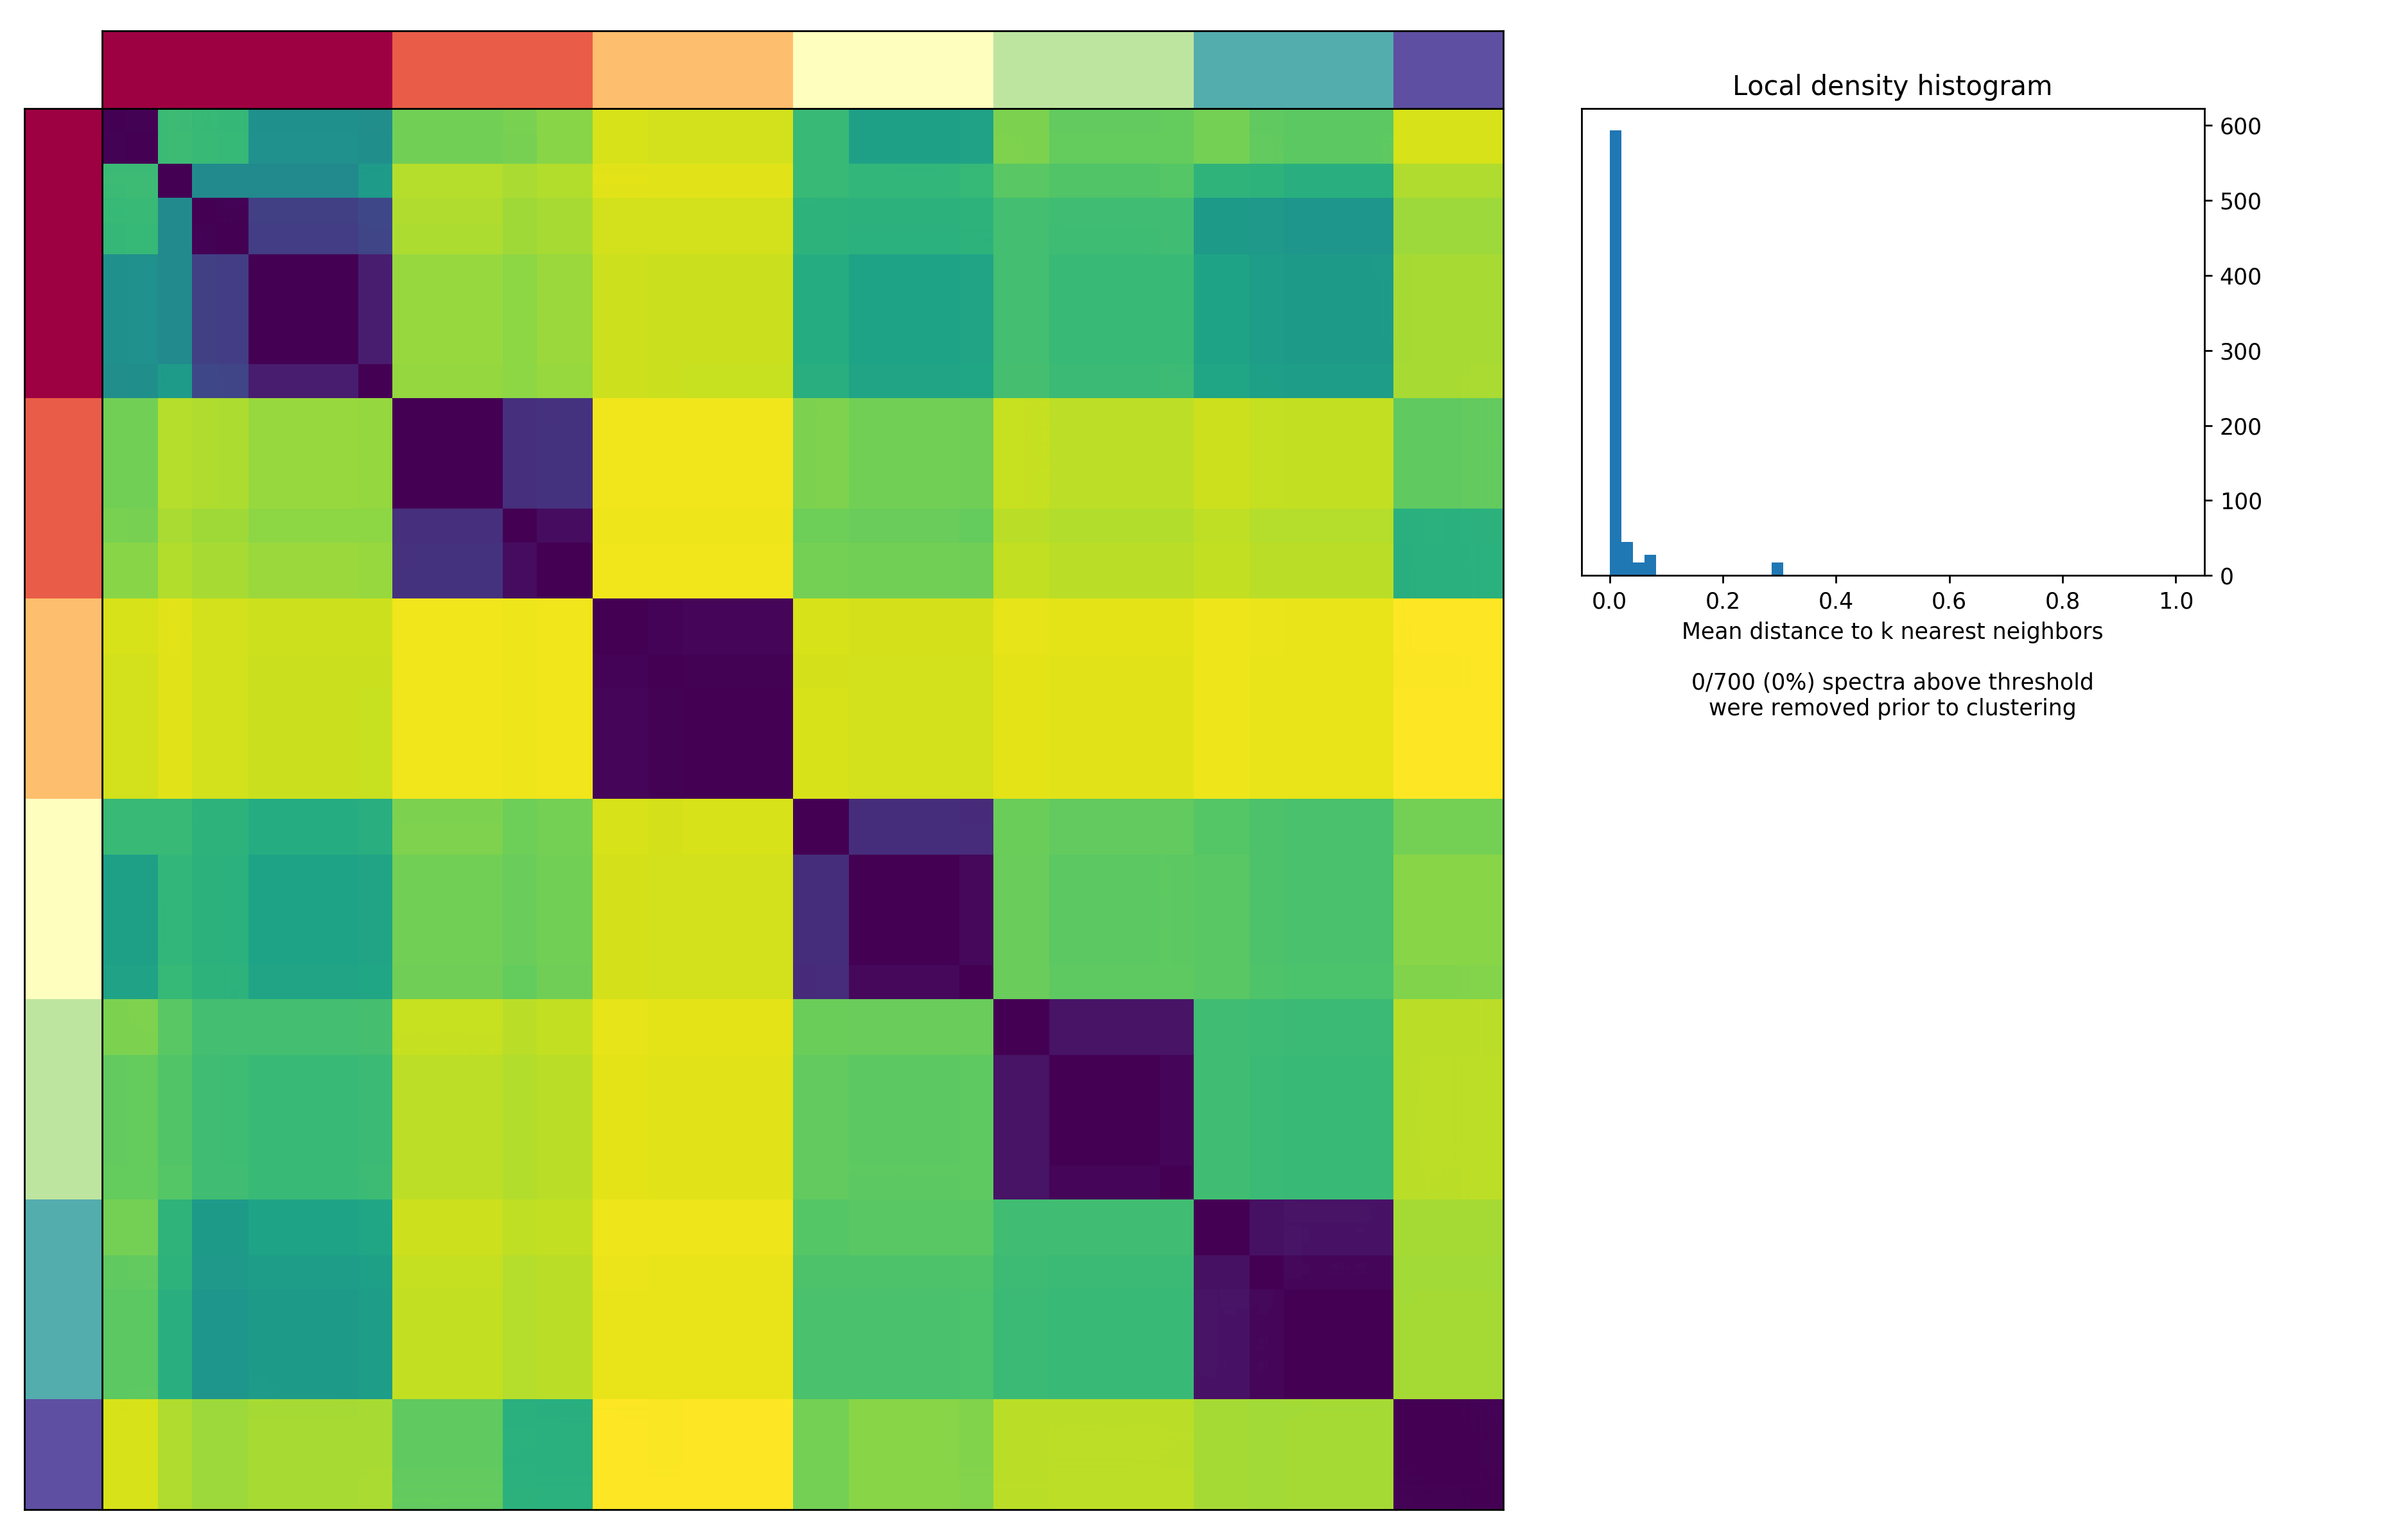 Local density histogram
600
500
400
300
200
100
0
0.0 0.2 0.4 0.6 0.8 1.0
Mean distance to k nearest neighbors
0/700 (0%) spectra above threshold
were removed prior to clustering